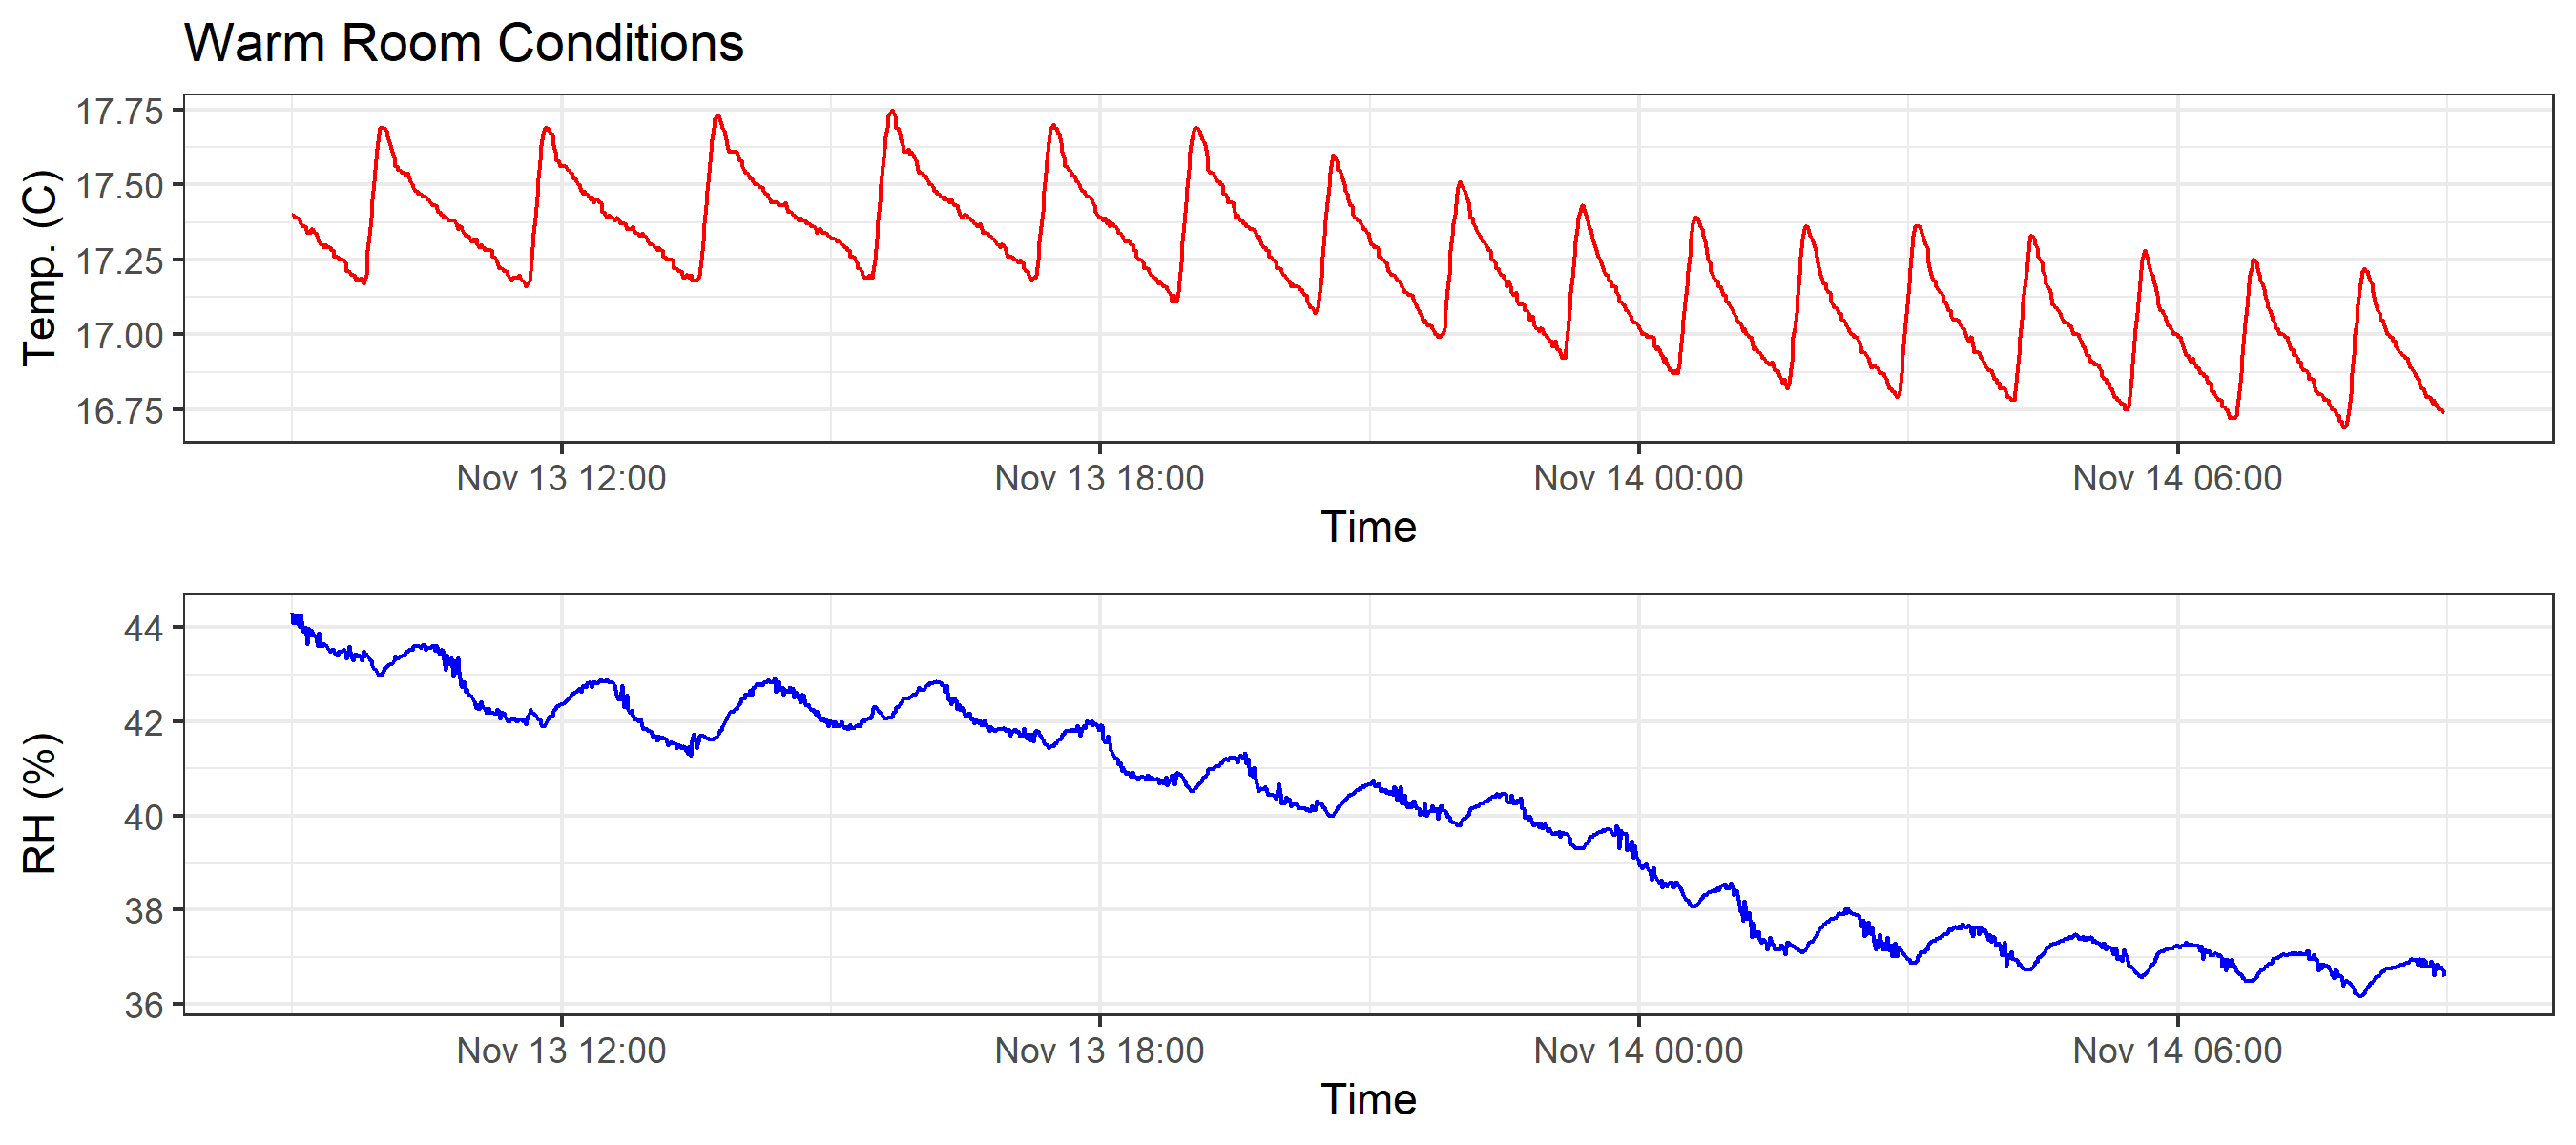 Warm Room Conditions
Temp. (C)
17.75
17.50
17.25
17.00
16.75
Nov 13 12:00 Nov 13 18:00 Nov 14 00:00 Nov 14 06:00
Time
RH (%)
44
42
40
38
36
Nov 13 12:00 Nov 13 18:00 Nov 14 00:00 Nov 14 06:00
Time